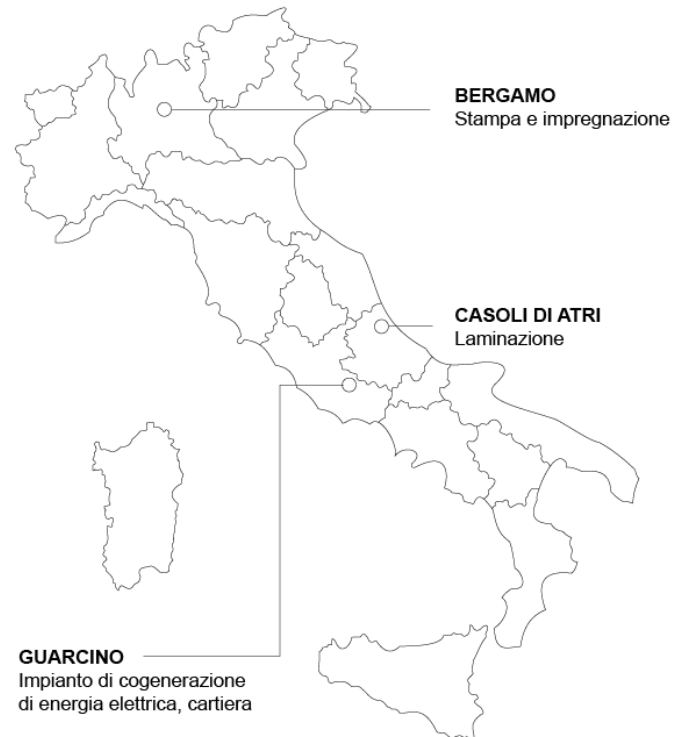 BERGAMO
Stampa e impregnazione
CASOLI DI ATRI
Laminazione
GUARCINO
Impianto di cogenerazione
di energia elettrica, cartiera